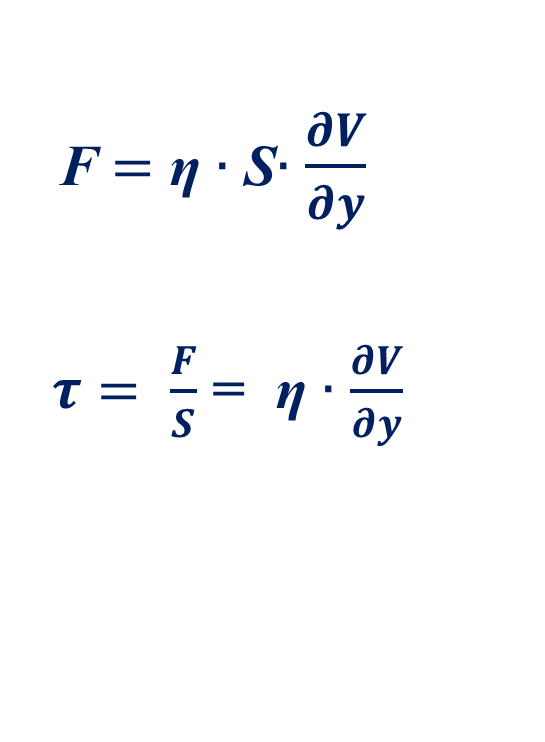 F = η · S · ∂V/∂y
τ = F/S = η · ∂V/∂y